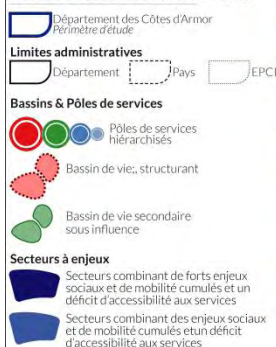 Département des Côtes d'Armor
Périmètre d'étude
Limites administratives
Département Pays EPCI
Bassins & Pôles de services
Pôles de services
hiérarchisés
Bassin de vie;, structurant
Bassin de vie secondaire
sous influence
Secteurs à enjeux
Secteurs combinant de forts enjeux
sociaux et de mobilité cumulés et un
déficit d'accessibilité aux services
Secteurs combinant des enjeux sociaux
et de mobilité cumulés etun déficit
d'accessibilité aux services